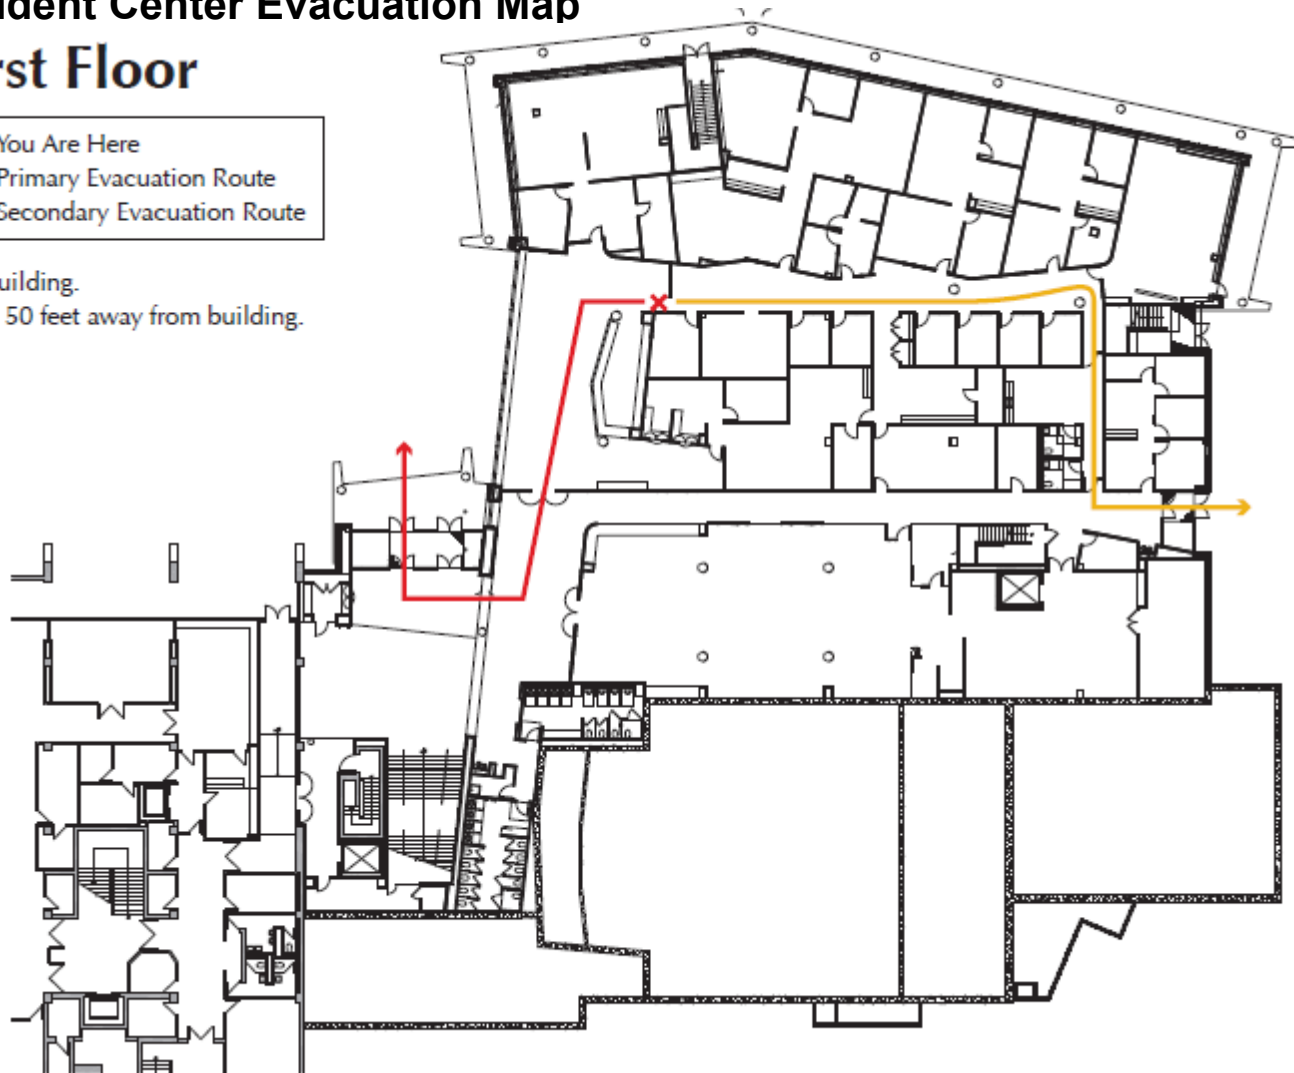 dent Center Evacuation Map
rst Floor
You Are Here
Primary Evacuation Route
Secondary Evacuation Route
uilding.
50 feet away from building.